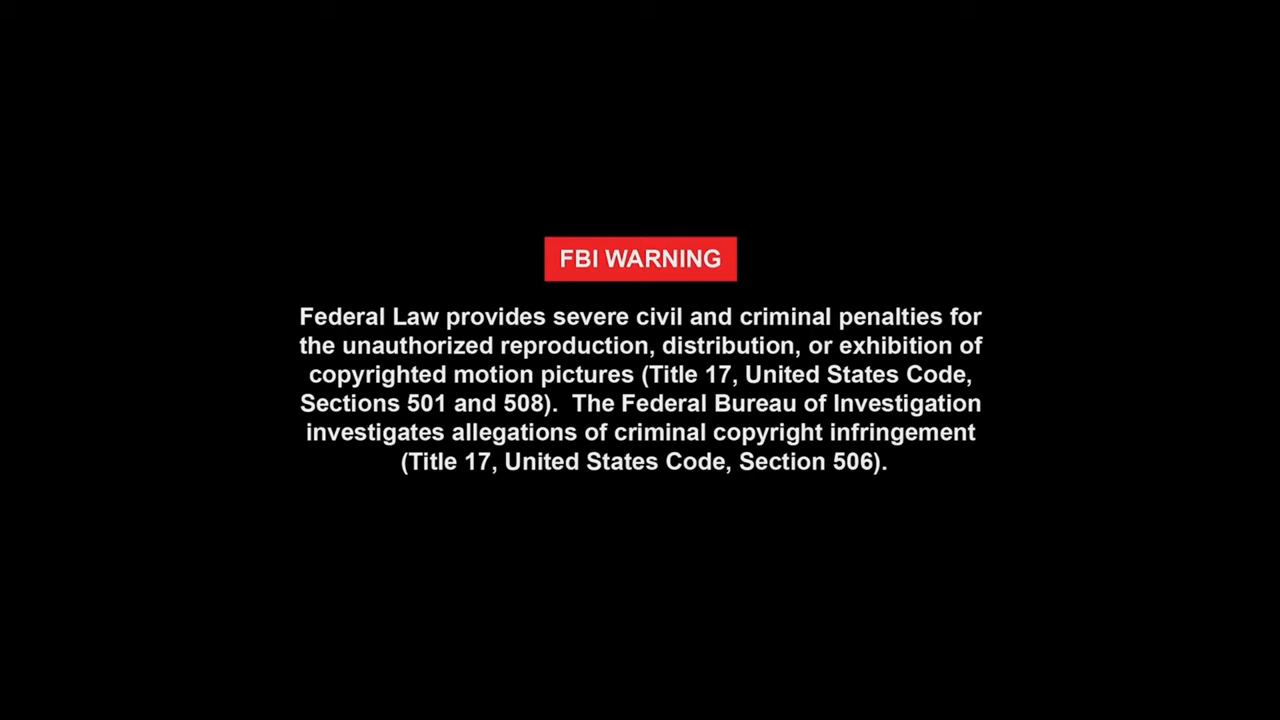 FBI WARNING
Federal Law provides severe civil and criminal penalties for
the unauthorized reproduction, distribution, or exhibition of
copyrighted motion pictures (Title 17, United States Code,
Sections 501 and 508).  The Federal Bureau of Investigation
investigates allegations of criminal copyright infringement
(Title 17, United States Code, Section 506).